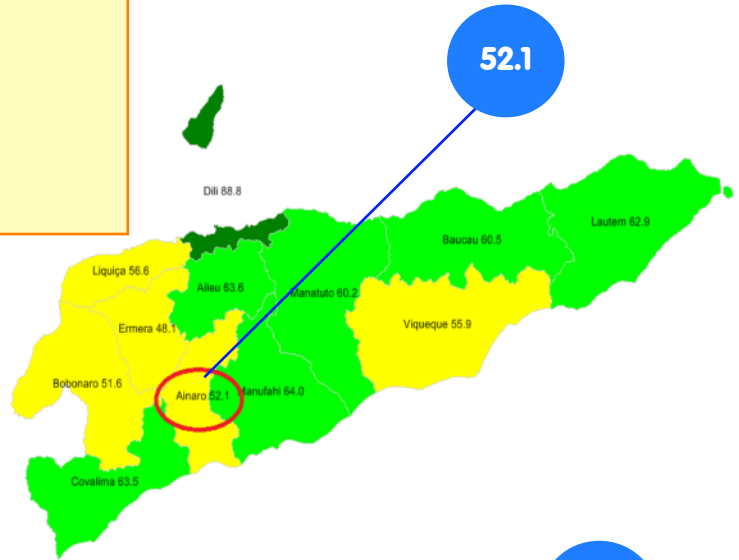 52.1
Dili 88.8
Lautem 62.9
Baucau 60.5
Liquiça 56.6
Aileu 63.6
Manatuto 60.2
Ermera 48.1
Viqueque 55.9
Bobonaro 51.6
Ainaro 52.1
Manufahi 64.0
Covalima 63.5